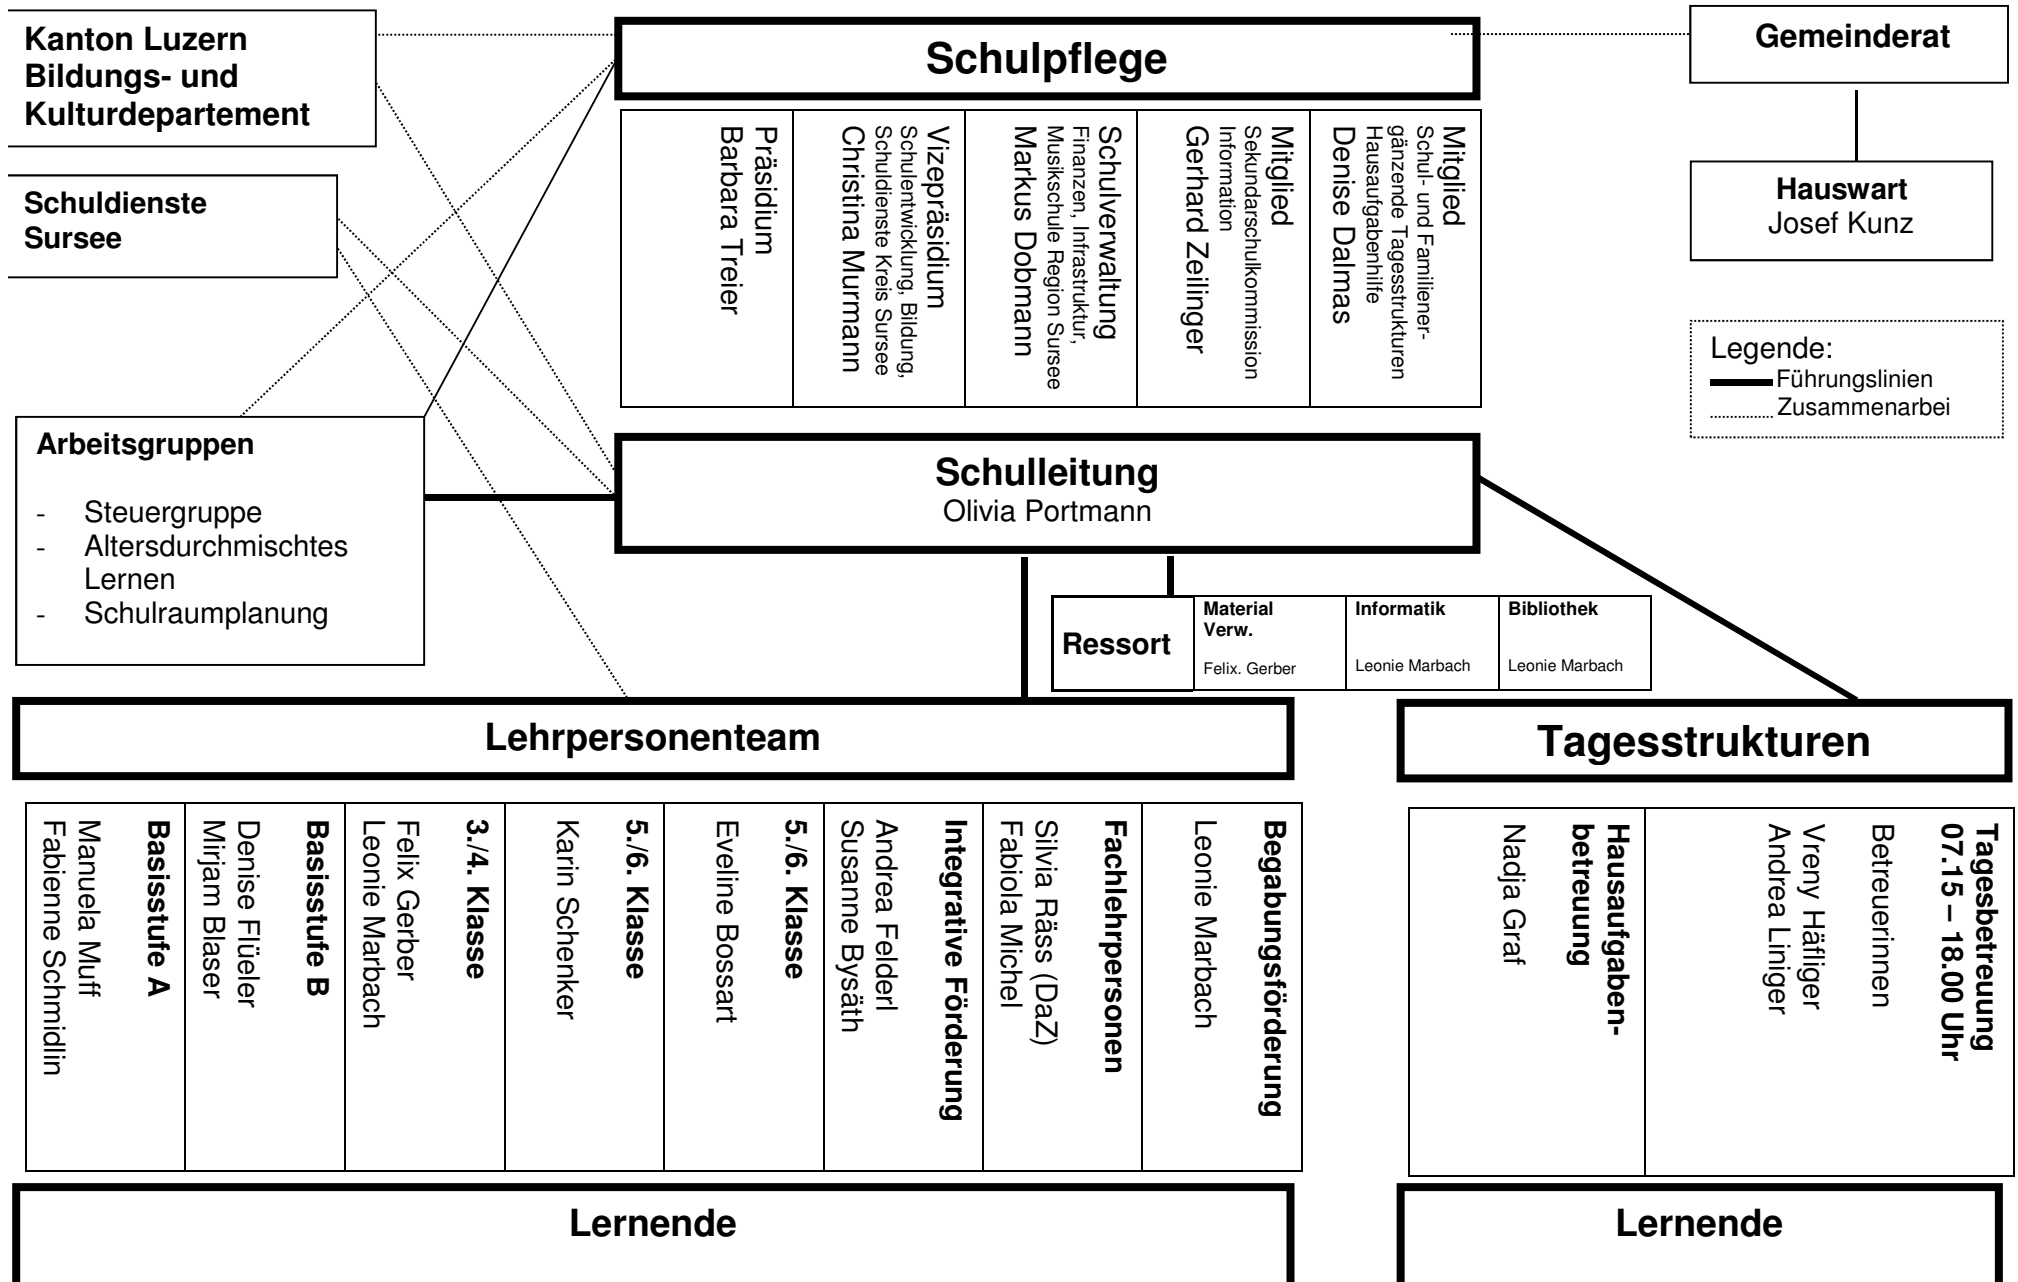 Kanton Luzern
Bildungs- und
Kulturdepartement
Schulpflege
Gemeinderat
Schuldienste
Sursee
Präsidium
Barbara Treier
Vizepräsidium
Schulentwicklung, Bildung,
Schuldienste Kreis Sursee
Christina Murmann
Schulverwaltung
Finanzen, Infrastruktur,
Musikschule Region Sursee
Markus Dobmann
Mitglied
Sekundarschulkommission
Information
Gerhard Zeilinger
Mitglied
Schul- und Familiener-
gänzende Tagesstrukturen
Hausaufgabenhilfe
Denise Dalmas
Hauswart
Josef Kunz
Legende:
Führungslinien
Zusammenarbei
Arbeitsgruppen
- Steuergruppe
- Altersdurchmischtes
Lernen
- Schulraumplanung
Schulleitung
Olivia Portmann
Ressort
Material
Verw.
Felix. Gerber
Informatik
Leonie Marbach
Bibliothek
Leonie Marbach
Lehrpersonenteam
Tagesstrukturen
Basisstufe A
Manuela Muff
Fabienne Schmidlin
Basisstufe B
Denise Flüeler
Mirjam Blaser
3./4. Klasse
Felix Gerber
Leonie Marbach
5./6. Klasse
Karin Schenker
5./6. Klasse
Eveline Bossart
Integrative Förderung
Andrea Felderl
Susanne Bysäth
Fachlehrpersonen
Silvia Räss (DaZ)
Fabiola Michel
Begabungsförderung
Leonie Marbach
Hausaufgaben-
betreuung
Nadja Graf
Tagesbetreuung
07.15 – 18.00 Uhr
Betreuerinnen
Vreny Häfliger
Andrea Liniger
Lernende
Lernende